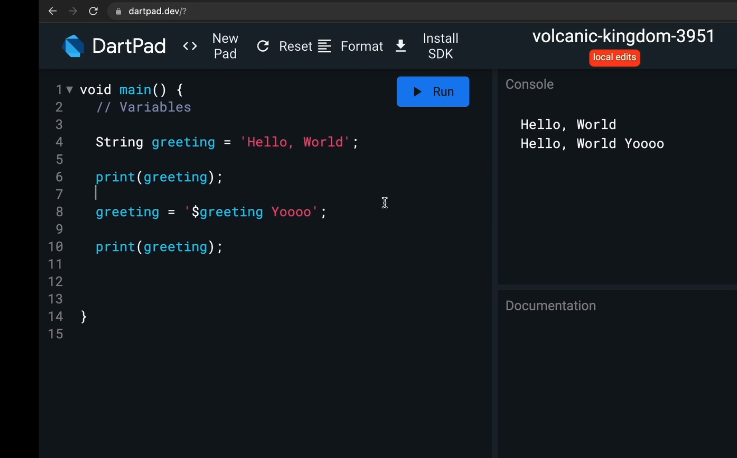 dartpad.dev/?
DartPad
<> New Pad
Reset
Format
Install SDK
volcanic-kingdom-3951
local edits
Run
Console
Hello, World
Hello, World Yoooo
Documentation
1 void main() {
2 // Variables
3
4 String greeting = 'Hello, World';
5
6 print(greeting);
7
8 greeting = '$greeting Yoooo';
9
10 print(greeting);
11
12
13
14 }
15